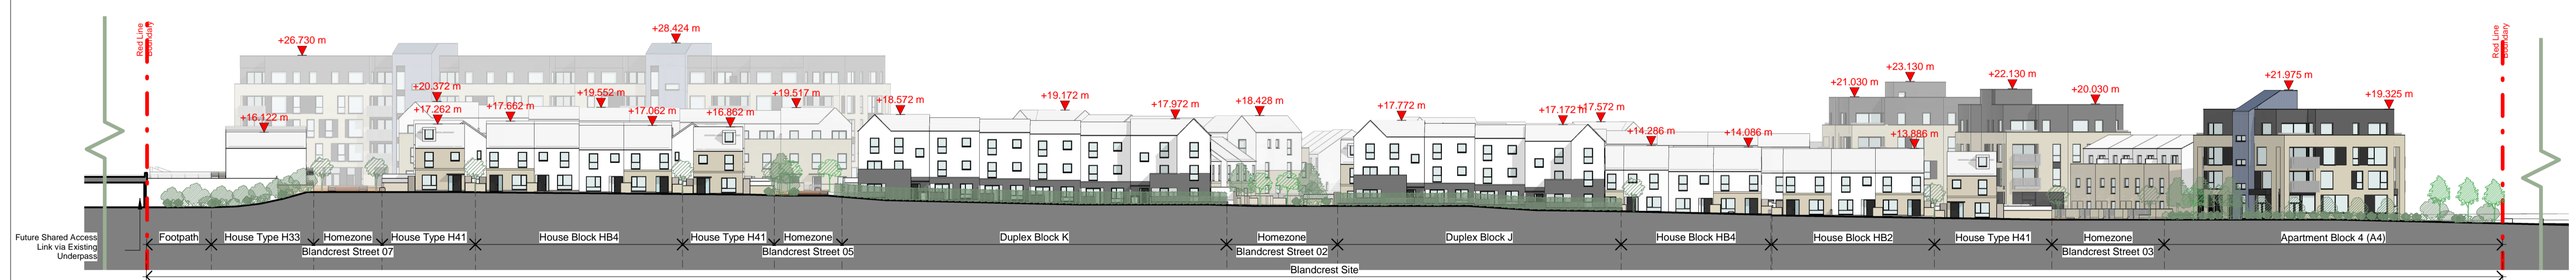 Red Line
Boundary
+26.730 m
+28.424 m
+20.372 m
+17.262 m
+16.122 m
+17.662 m
+19.552 m
+17.062 m
+16.862 m
+19.517 m
+18.572 m
+19.172 m
+17.972 m
+18.428 m
+17.772 m
+17.172 m
+17.572 m
+14.286 m
+14.086 m
+21.030 m
+23.130 m
+13.886 m
+22.130 m
+20.030 m
+21.975 m
+19.325 m
Red Line
Boundary
Future Shared Access
Link via Existing
Underpass
Footpath
House Type H33
Homezone
Blandcrest Street 07
House Type H41
House Block HB4
House Type H41
Homezone
Blandcrest Street 05
Duplex Block K
Homezone
Blandcrest Street 02
Duplex Block J
House Block HB4
House Block HB2
House Type H41
Homezone
Blandcrest Street 03
Apartment Block 4 (A4)
Blandcrest Site